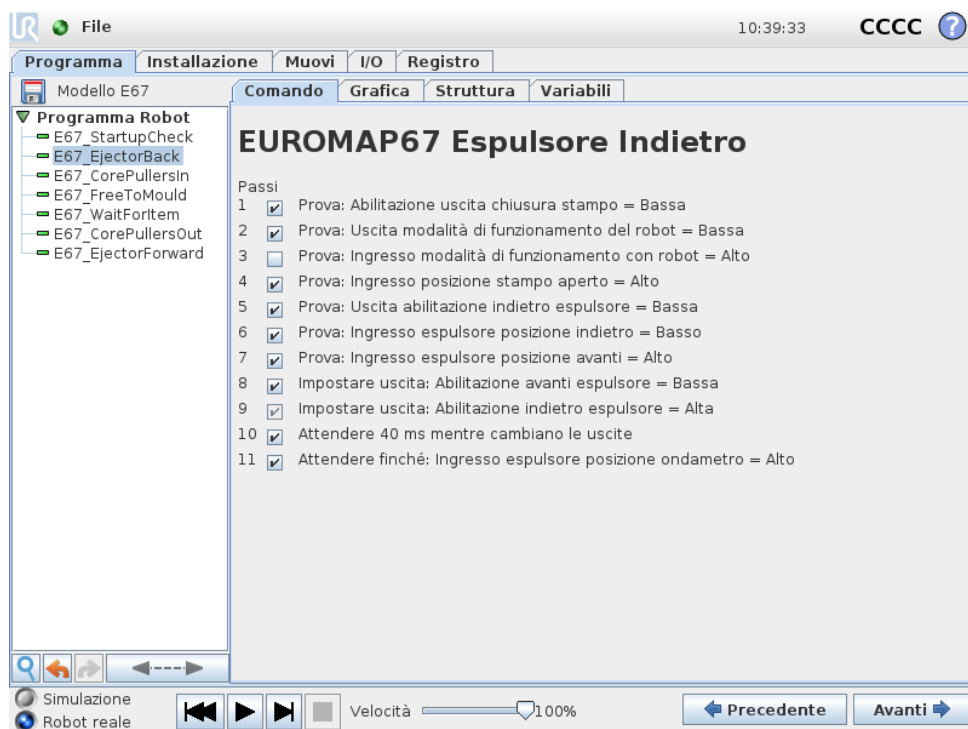 UR File 10:39:33 CCCC ?
Programma Installazione Muovi I/O Registro
Modello E67 Comando Grafica Struttura Variabili
Programma Robot
E67_StartupCheck
E67_EjectorBack
E67_CorePullersIn
E67_FreeToMould
E67_WaitForItem
E67_CorePullersOut
E67_EjectorForward
EUROMAP67 Espulsore Indietro
Passi
1 Prova: Abilitazione uscita chiusura stampo = Bassa
2 Prova: Uscita modalità di funzionamento del robot = Bassa
3 Prova: Ingresso modalità di funzionamento con robot = Alto
4 Prova: Ingresso posizione stampo aperto = Alto
5 Prova: Uscita abilitazione indietro espulsore = Bassa
6 Prova: Ingresso espulsore posizione indietro = Basso
7 Prova: Ingresso espulsore posizione avanti = Alto
8 Impostare uscita: Abilitazione avanti espulsore = Bassa
9 Impostare uscita: Abilitazione indietro espulsore = Alta
10 Attendere 40 ms mentre cambiano le uscite
11 Attendere finché: Ingresso espulsore posizione ondametro = Alto
Simulazione
Robot reale
Velocità 100% Precedente Avanti